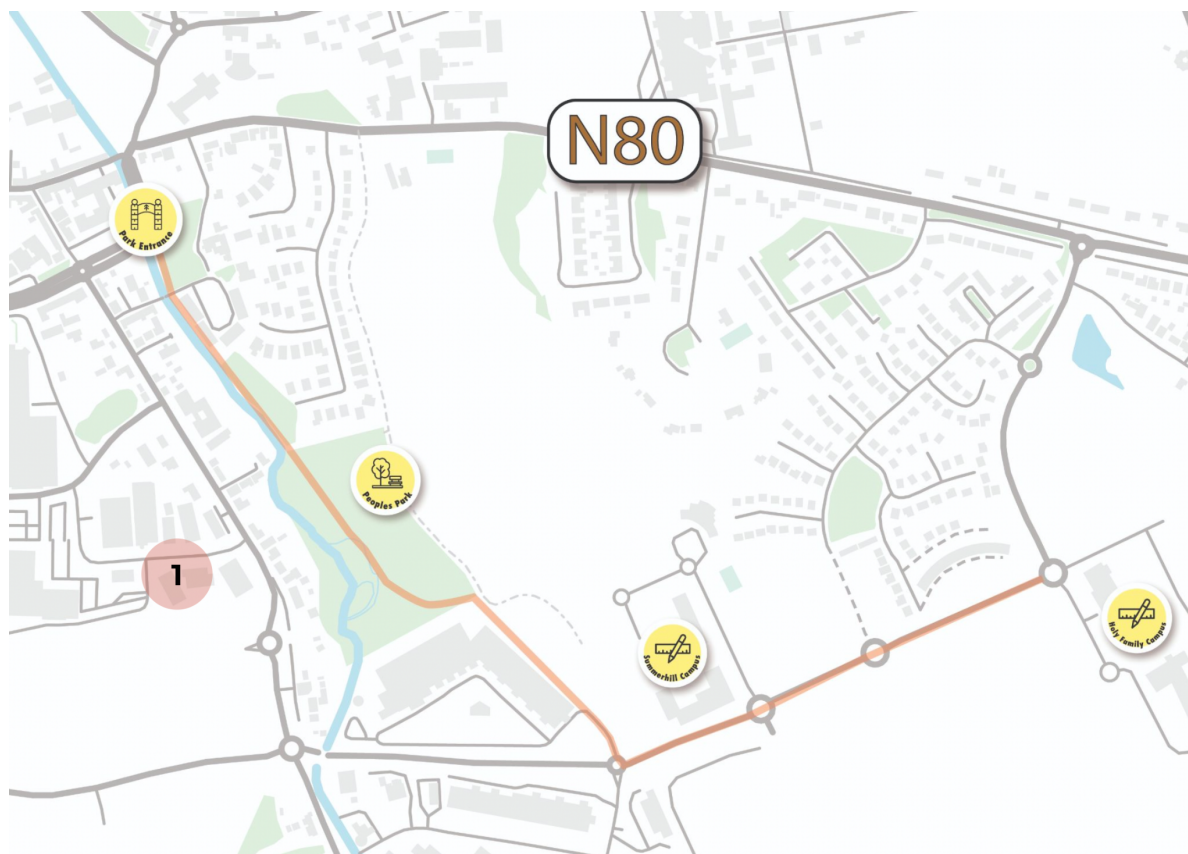 N80
Park Entrance
Peoples Park
1
Summerhill Campus
Holy Family Campus